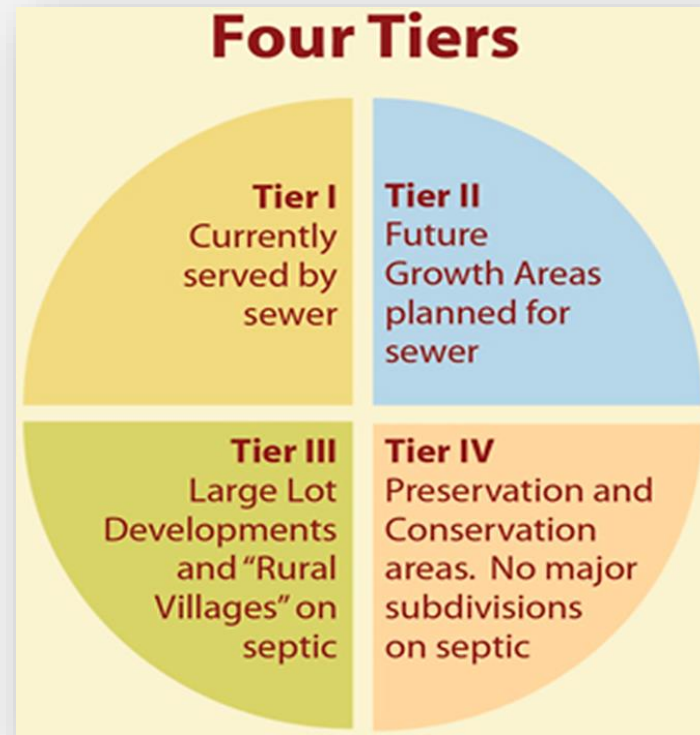 Four Tiers
Tier I
Currently
served by
sewer
Tier II
Future
Growth Areas
planned for
sewer
Tier III
Large Lot
Developments
and “Rural
Villages” on
septic
Tier IV
Preservation and
Conservation
areas. No major
subdivisions
on septic